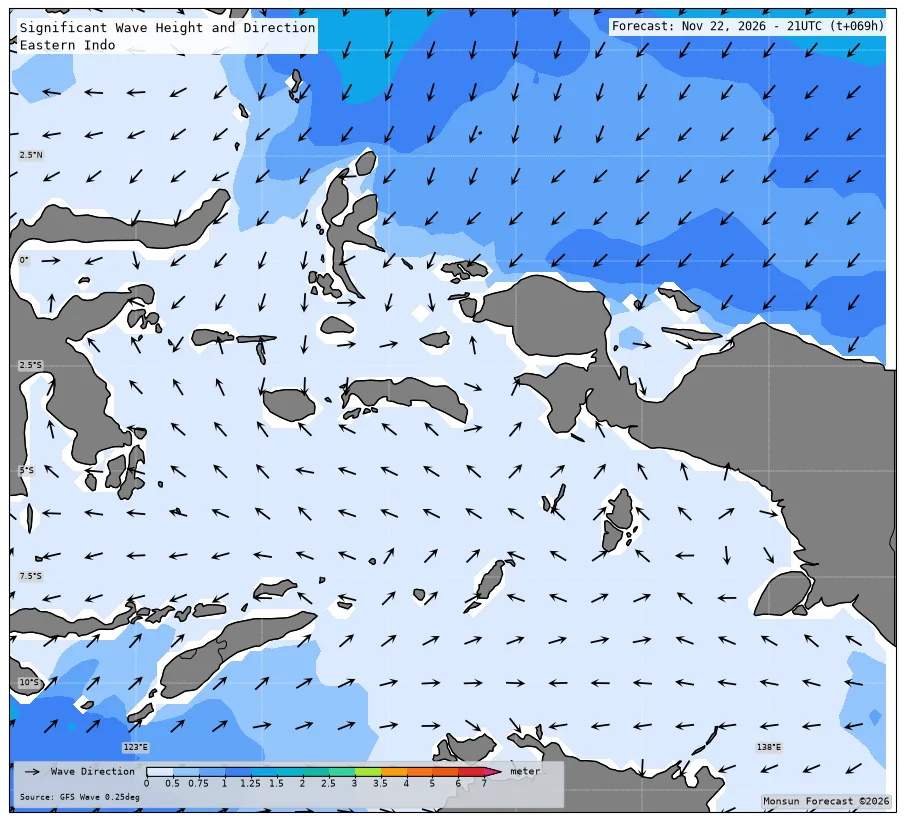 Significant Wave Height and Direction
Eastern Indo
Forecast: Nov 22, 2026 - 21UTC (t+069h)
2.5°N
0°
2.5°S
5°S
7.5°S
10°S
123°E
138°E
Wave Direction
meter
0 0.5 0.75 1 1.25 1.5 2 2.5 3 3.5 4 5 6 7
Source: GFS Wave 0.25deg
Monsun Forecast ©2026